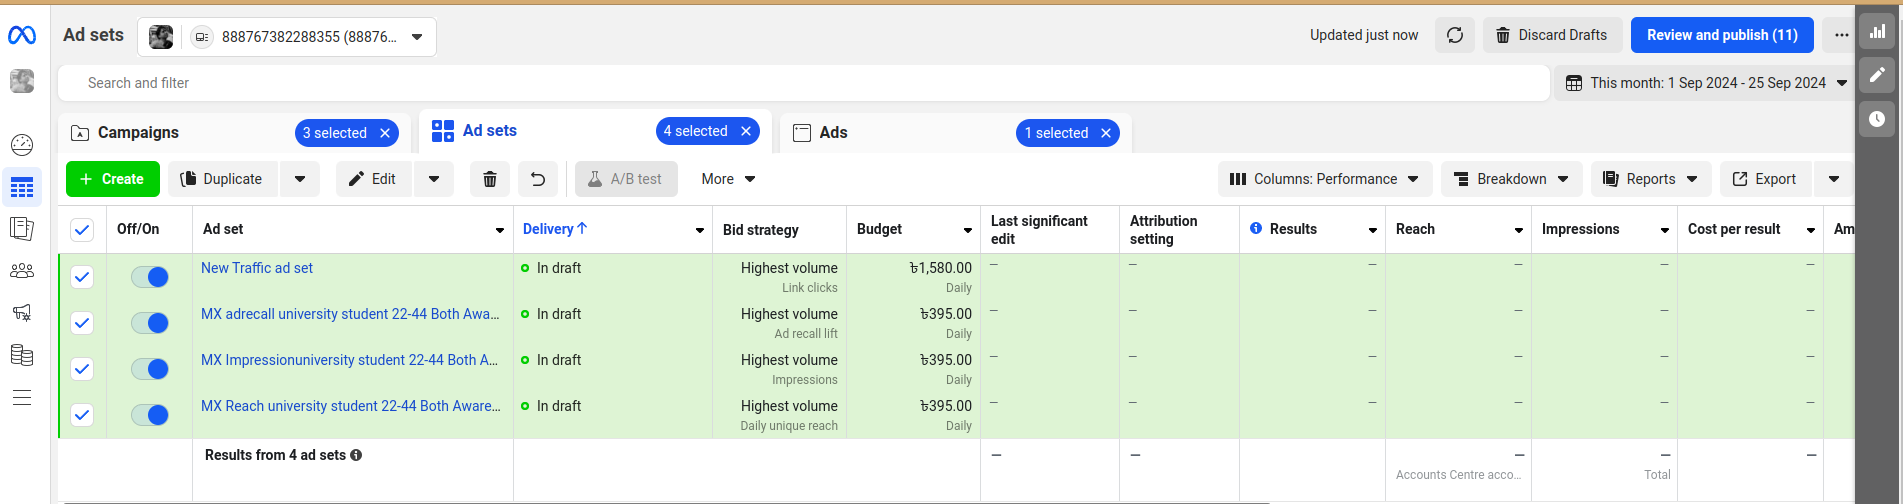 Ad sets
888767382288355 (88876...
Updated just now
Discard Drafts
Review and publish (11)
Search and filter
This month: 1 Sep 2024 - 25 Sep 2024
Campaigns
3 selected
Ad sets
4 selected
Ads
1 selected
+ Create
Duplicate
Edit
A/B test
More
Columns: Performance
Breakdown
Reports
Export
Off/On
Ad set
Delivery ↑
Bid strategy
Budget
Last significant
edit
Attribution
setting
Results
Reach
Impressions
Cost per result
Am
New Traffic ad set
In draft
Highest volume
Link clicks
৳1,580.00
Daily
— — — — — —
MX adrecall university student 22-44 Both Awa...
In draft
Highest volume
Ad recall lift
৳395.00
Daily
— — — — — —
MX Impressionuniversity student 22-44 Both A...
In draft
Highest volume
Impressions
৳395.00
Daily
— — — — — —
MX Reach university student 22-44 Both Aware...
In draft
Highest volume
Daily unique reach
৳395.00
Daily
— — — — — —
Results from 4 ad sets
— — — — —
Accounts Centre acco...
Total